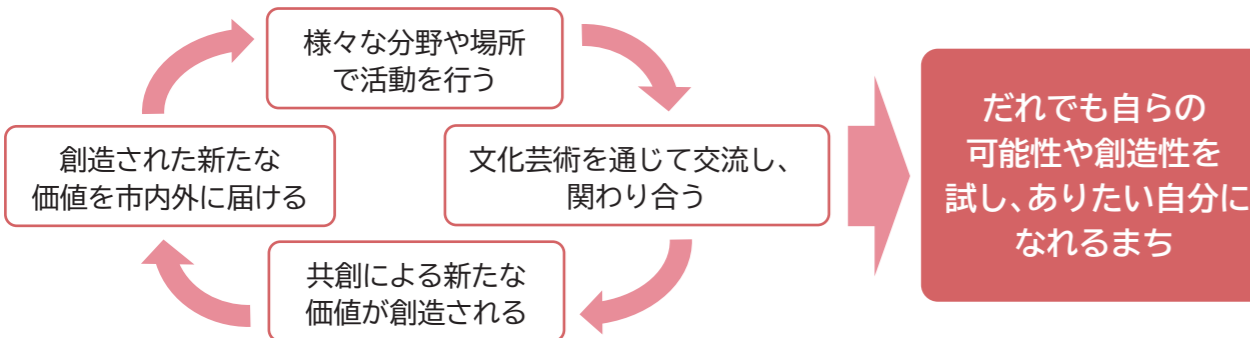 様々な分野や場所
で活動を行う
文化芸術を通じて交流し、
関わり合う
共創による新たな
価値が創造される
創造された新たな
価値を市内外に届ける
だれでも自らの
可能性や創造性を
試し、ありたい自分に
なれるまち